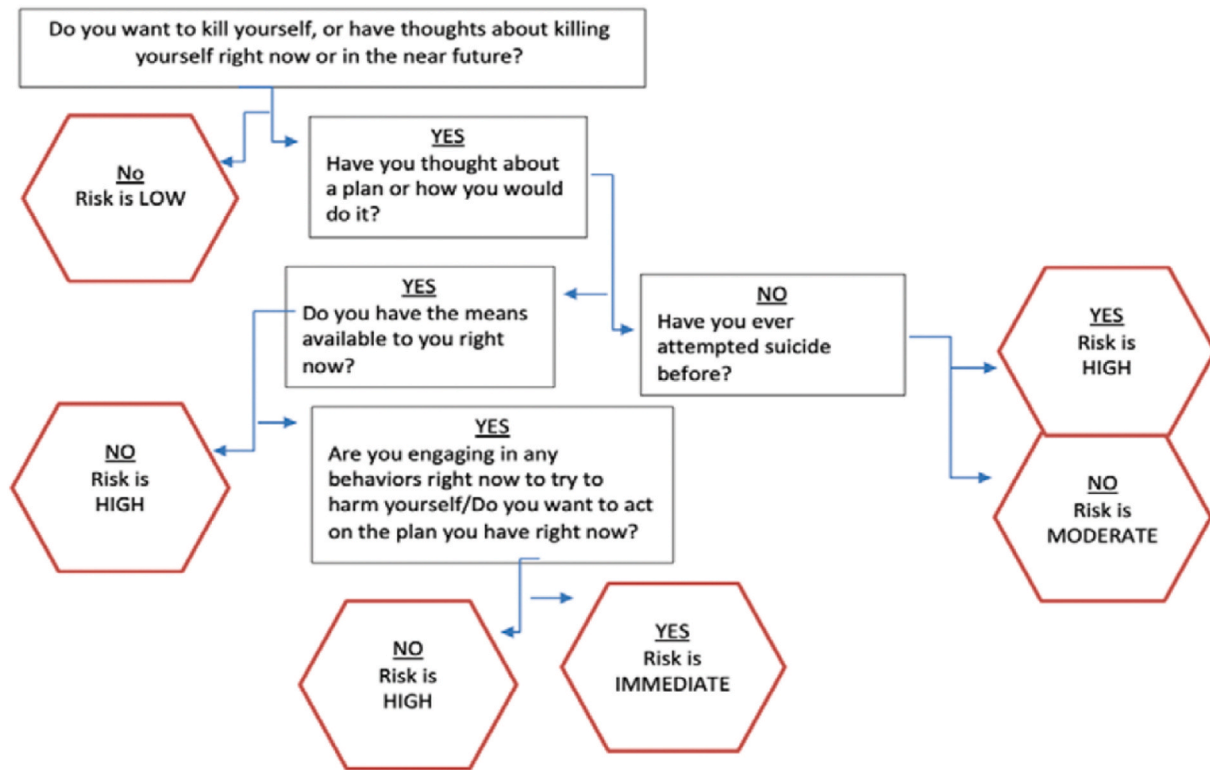 Do you want to kill yourself, or have thoughts about killing
yourself right now or in the near future?
No
Risk is LOW
YES
Have you thought about
a plan or how you would
do it?
YES
Do you have the means
available to you right
now?
NO
Have you ever
attempted suicide
before?
YES
Risk is
HIGH
NO
Risk is
MODERATE
NO
Risk is
HIGH
YES
Are you engaging in any
behaviors right now to try to
harm yourself/Do you want to act
on the plan you have right now?
NO
Risk is
HIGH
YES
Risk is
IMMEDIATE